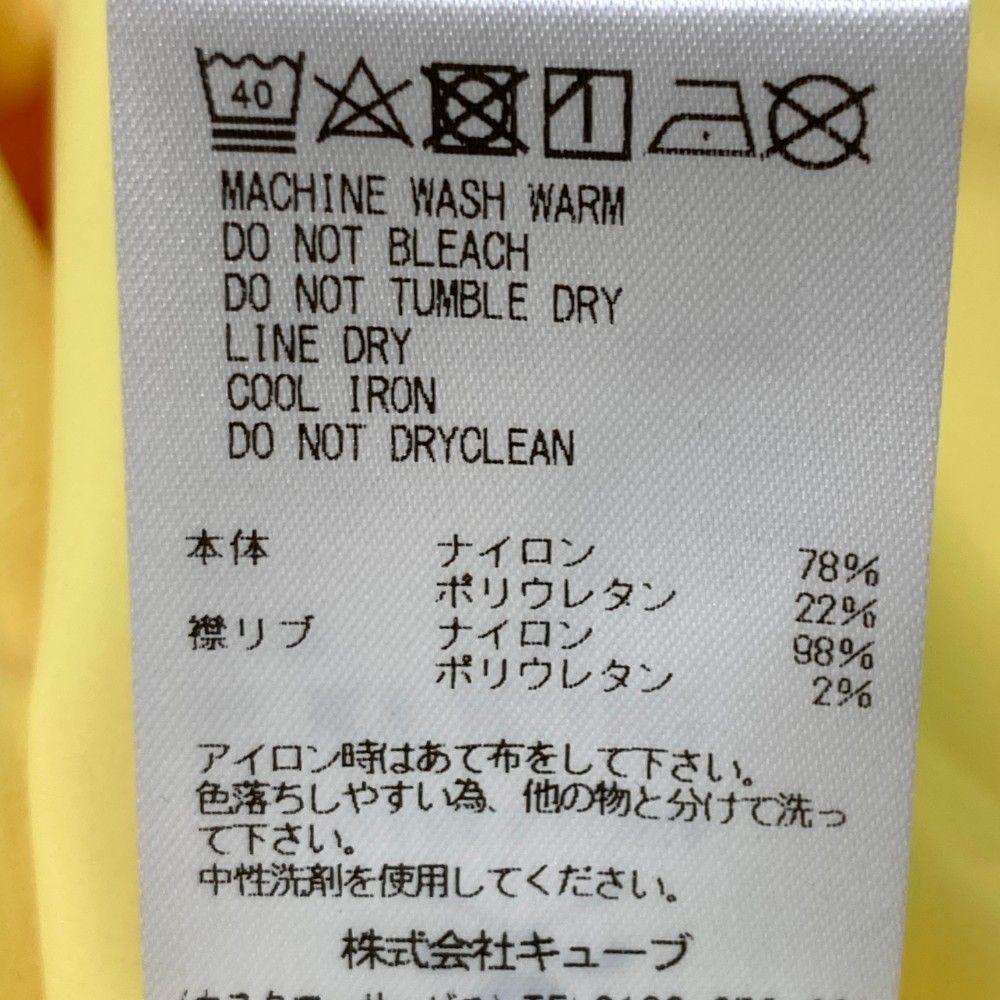 40
MACHINE WASH WARM
DO NOT BLEACH
DO NOT TUMBLE DRY
LINE DRY
COOL IRON
DO NOT DRYCLEAN
本体 ナイロン 78%
ポリウレタン 22%
襟リブ ナイロン 98%
ポリウレタン 2%
アイロン時はあて布をして下さい。
色落ちしやすい為、他の物と分けて洗っ
て下さい。
中性洗剤を使用してください。
株式会社キューブ